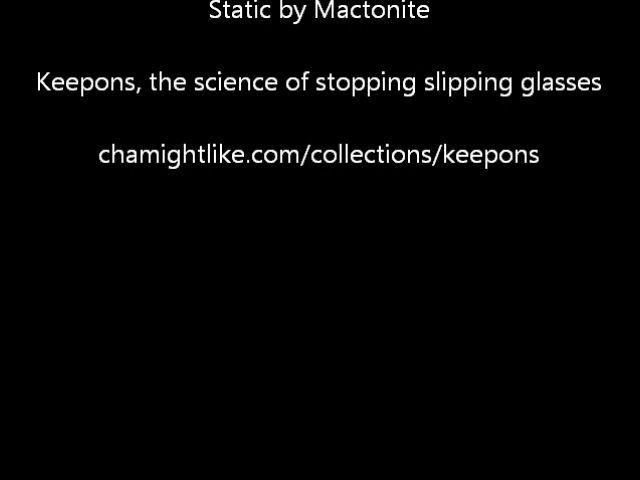 Static by Mactonite
Keepons, the science of stopping slipping glasses
chamightlike.com/collections/keepons